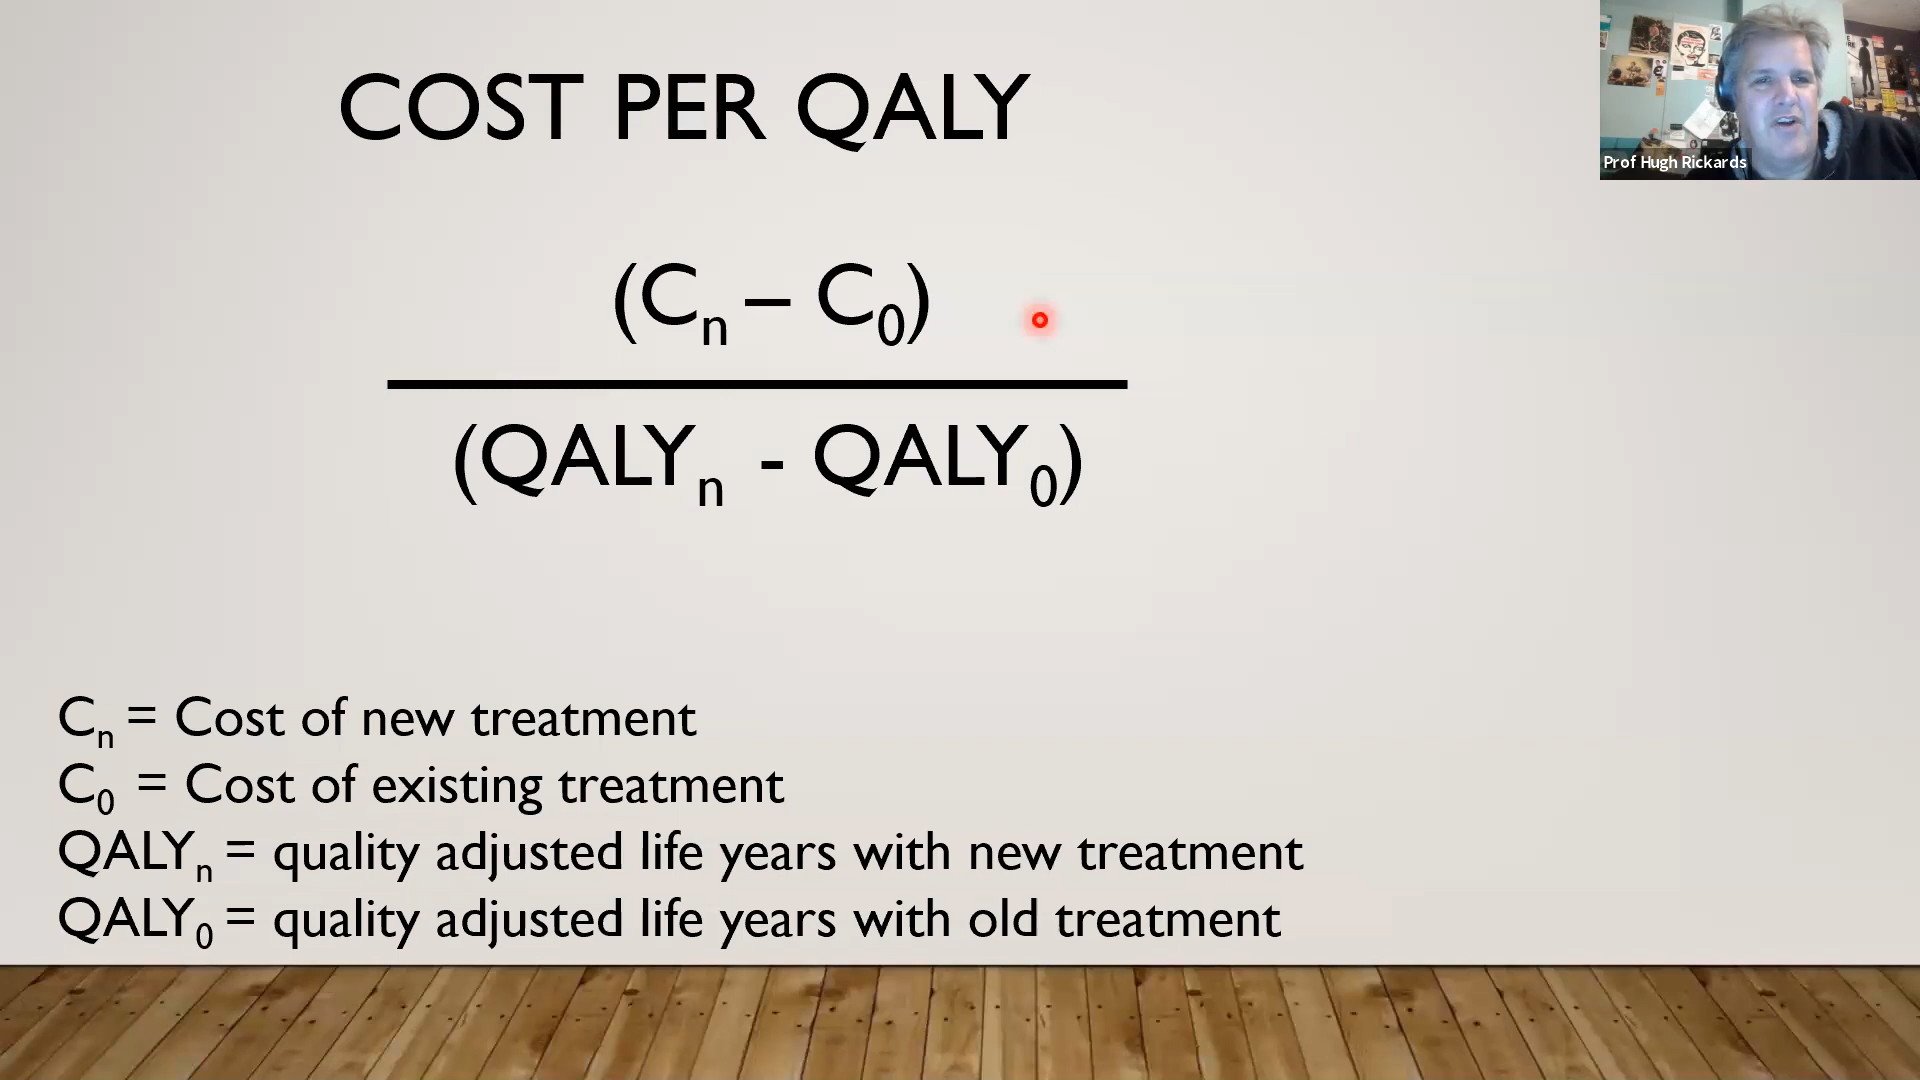 COST PER QALY
Prof Hugh Rickards
(Cn – C0)
(QALYn - QALY0)
Cn = Cost of new treatment
C0 = Cost of existing treatment
QALYn = quality adjusted life years with new treatment
QALY0 = quality adjusted life years with old treatment